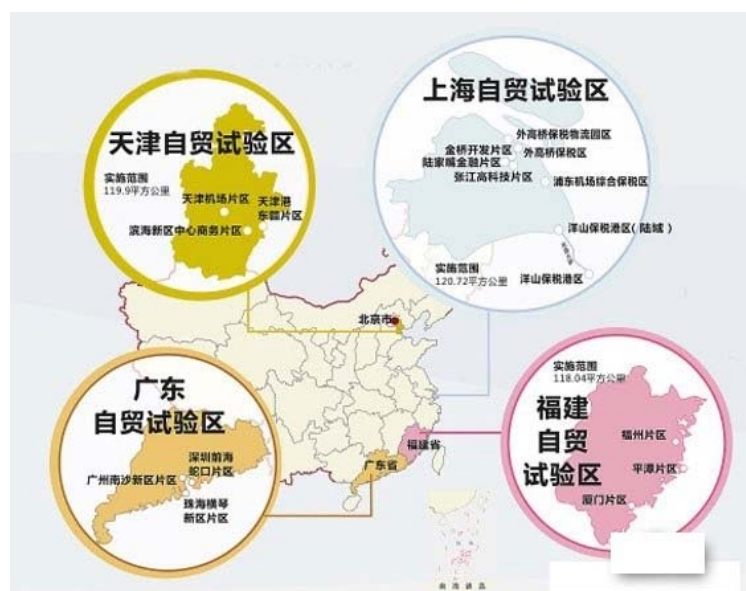 天津自贸试验区
实施范围
119.9平方公里
天津机场片区
天津港
东疆片区
滨海新区中心商务片区
上海自贸试验区
外高桥保税物流园区
金桥开发片区
外高桥保税区
陆家嘴金融片区
张江高科技片区
浦东机场综合保税区
洋山保税港区(陆域)
实施范围
120.72平方公里
洋山保税港区
北京市
广东
自贸试验区
深圳前海
蛇口片区
广州南沙新区片区
珠海横琴
新区片区
广东省
福建省
实施范围
118.04平方公里
福建
自贸
试验区
福州片区
平潭片区
厦门片区
南海诸岛